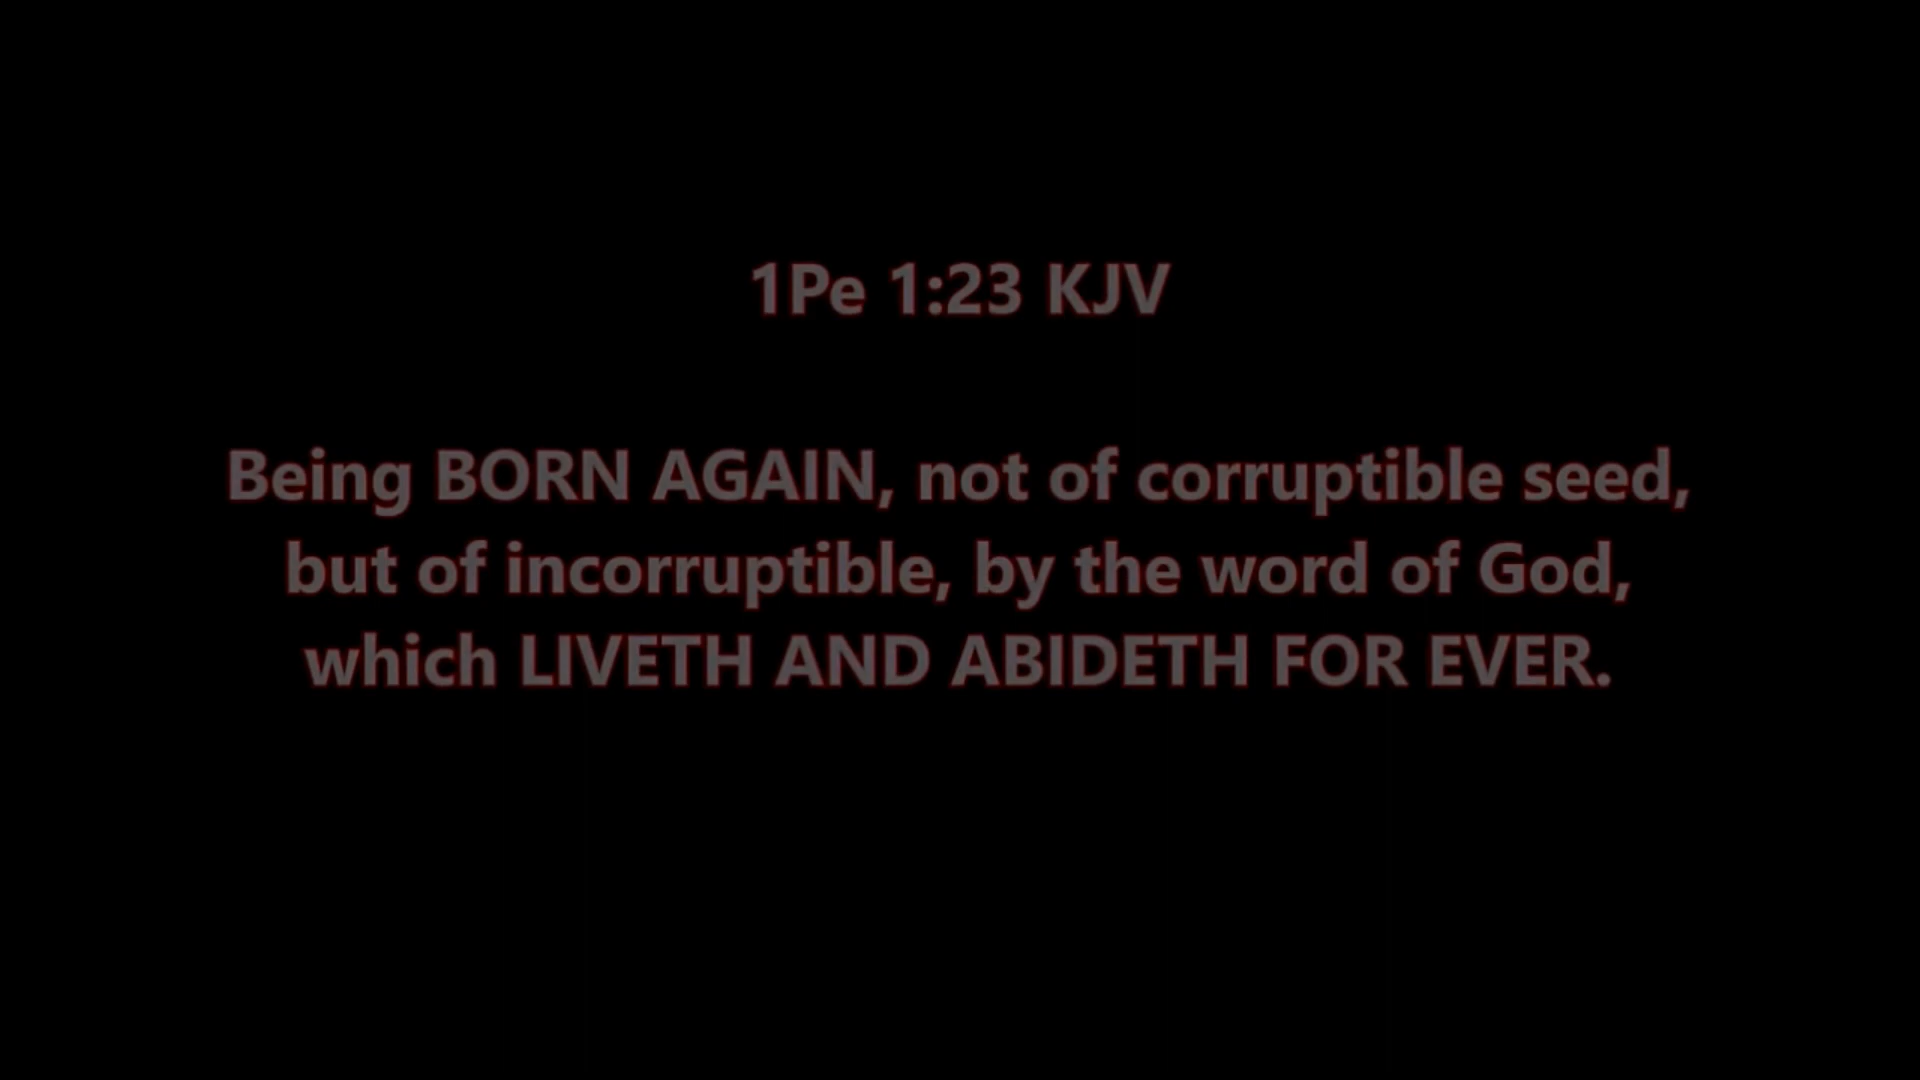 1Pe 1:23 KJV
Being BORN AGAIN, not of corruptible seed,
but of incorruptible, by the word of God,
which LIVETH AND ABIDETH FOR EVER.